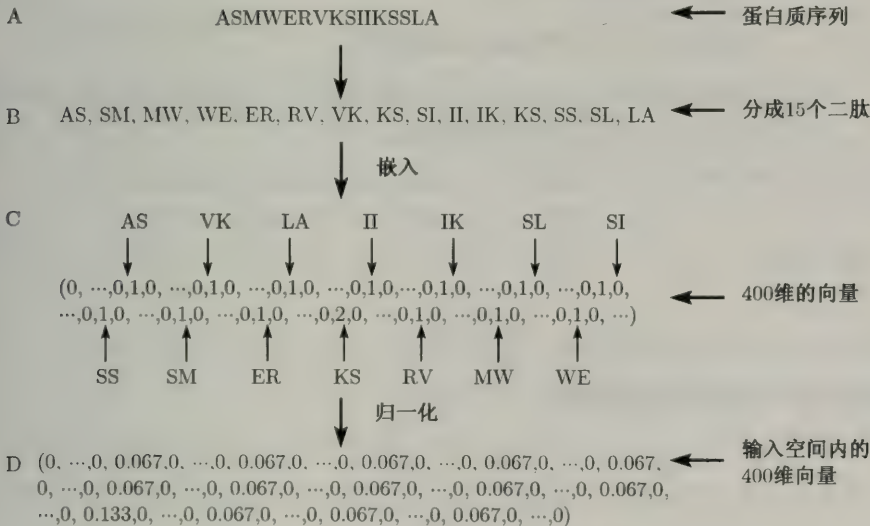 A ASMWERVKSIIKSSLA 蛋白质序列
B AS, SM, MW, WE, ER, RV, VK, KS, SI, II, IK, KS, SS, SL, LA 分成15个二肽
嵌入
C AS VK LA II IK SL SI
(0, ···,0,1,0, ···,0,1,0, ···,0,1,0, ···,0,1,0,···,0,1,0, ···,0,1,0, ···,0,1,0,
400维的向量
···,0,1,0, ···,0,1,0, ···,0,1,0, ···,0,2,0, ···,0,1,0, ···,0,1,0, ···,0,1,0, ···)
SS SM ER KS RV MW WE
归一化
D (0, ···,0, 0.067,0, ···,0, 0.067,0, ···,0, 0.067,0, ···,0, 0.067,0, ···,0, 0.067,
输入空间内的
400维向量
0, ···,0, 0.067,0, ···,0, 0.067,0, ···,0, 0.067,0, ···,0, 0.067,0, ···,0, 0.067,0,
···,0, 0.133,0, ···,0, 0.067,0, ···,0, 0.067,0, ···,0, 0.067,0, ···,0)